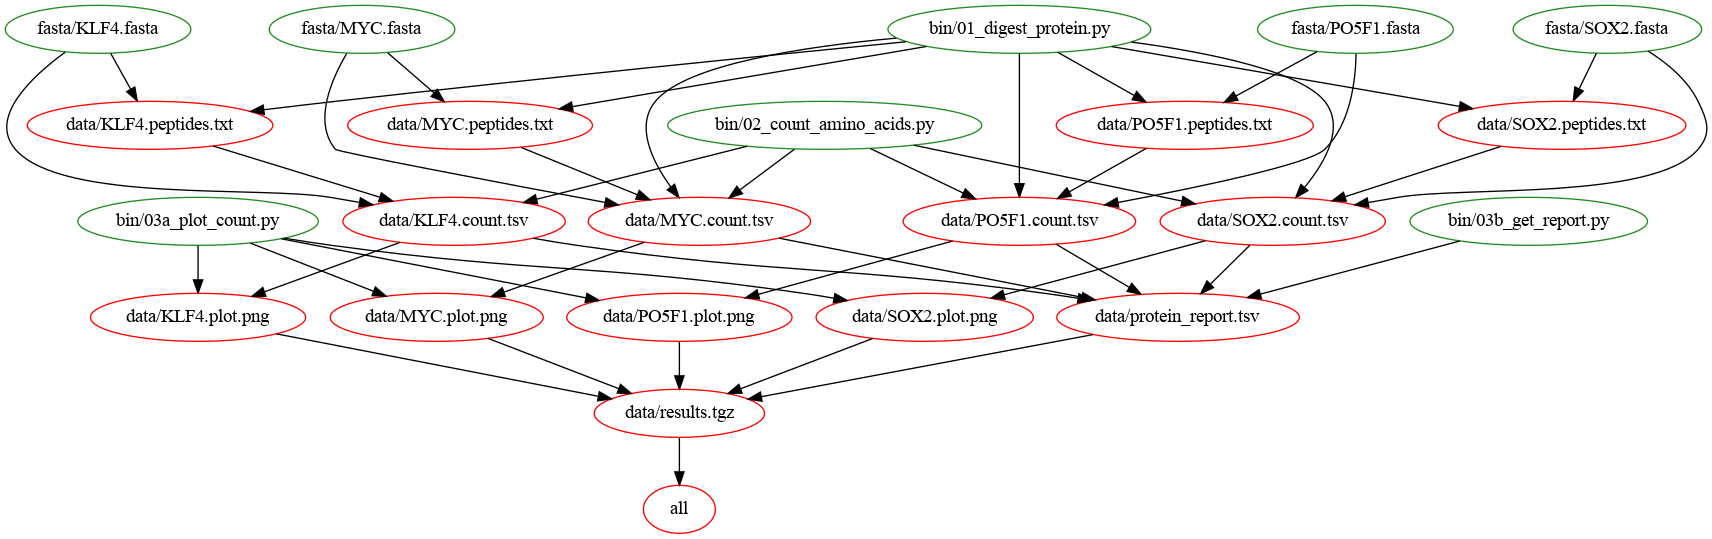 fasta/KLF4.fasta
fasta/MYC.fasta
bin/01_digest_protein.py
fasta/PO5F1.fasta
fasta/SOX2.fasta
data/KLF4.peptides.txt
data/MYC.peptides.txt
bin/02_count_amino_acids.py
data/PO5F1.peptides.txt
data/SOX2.peptides.txt
bin/03a_plot_count.py
data/KLF4.count.tsv
data/MYC.count.tsv
data/PO5F1.count.tsv
data/SOX2.count.tsv
bin/03b_get_report.py
data/KLF4.plot.png
data/MYC.plot.png
data/PO5F1.plot.png
data/SOX2.plot.png
data/protein_report.tsv
data/results.tgz
all